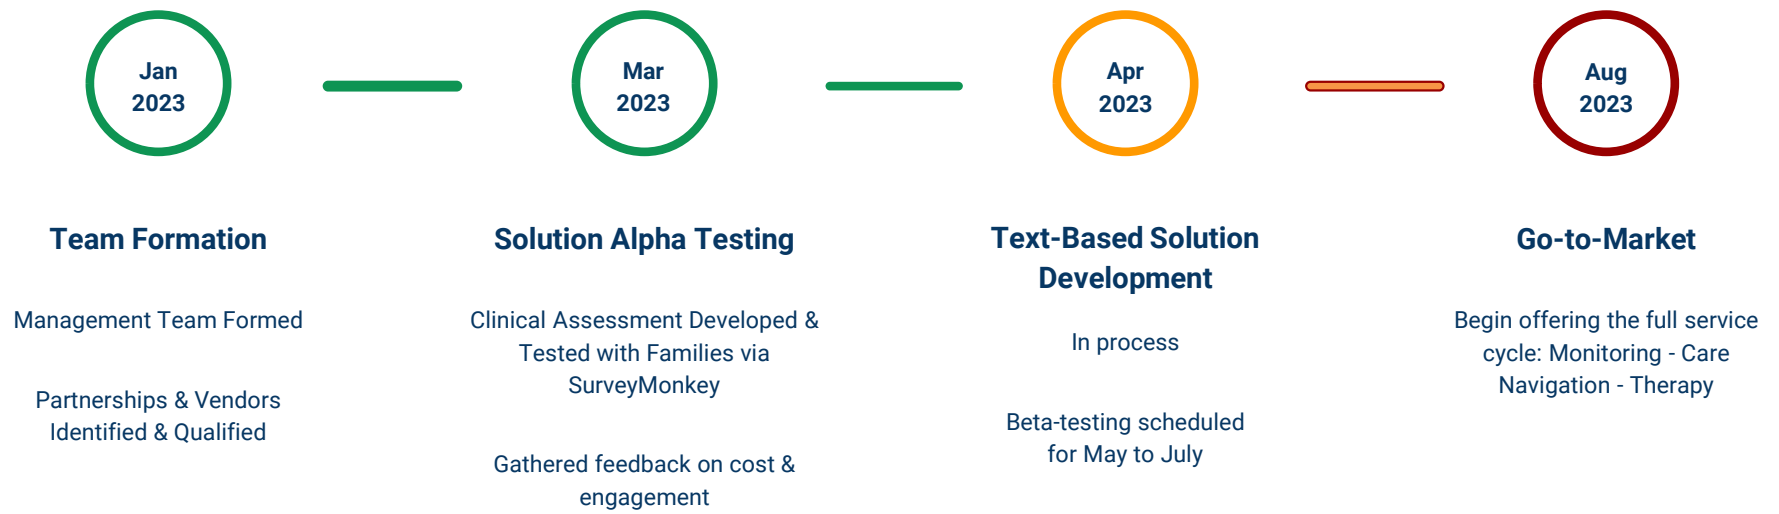 Jan
2023
Mar
2023
Apr
2023
Aug
2023
Team Formation
Management Team Formed
Partnerships & Vendors
Identified & Qualified
Solution Alpha Testing
Clinical Assessment Developed &
Tested with Families via
SurveyMonkey
Gathered feedback on cost &
engagement
Text-Based Solution
Development
In process
Beta-testing scheduled
for May to July
Go-to-Market
Begin offering the full service
cycle: Monitoring - Care
Navigation - Therapy